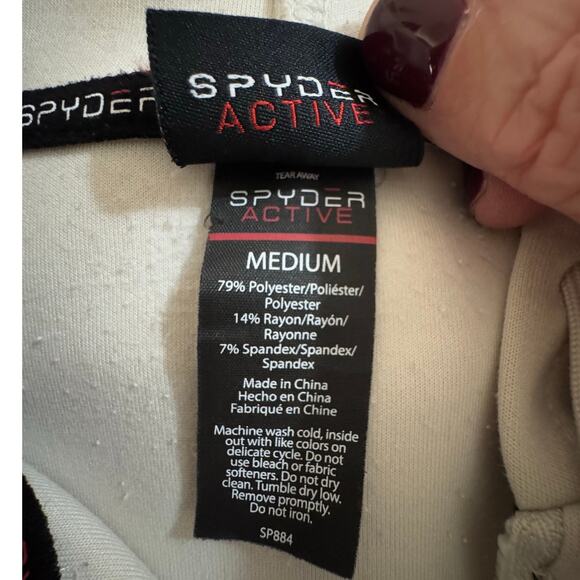 SPYDER
SPYDER
ACTIVE
TEAR AWAY
SPYDER
ACTIVE
MEDIUM
79% Polyester/Poliéster/
Polyester
14% Rayon/Rayón/
Rayonne
7% Spandex/Spandex/
Spandex
Made in China
Hecho en China
Fabriqué en Chine
Machine wash cold, inside
out with like colors on
delicate cycle. Do not
use bleach or fabric
softeners. Do not dry
clean. Tumble dry low.
Remove promptly.
Do not iron.
SP884